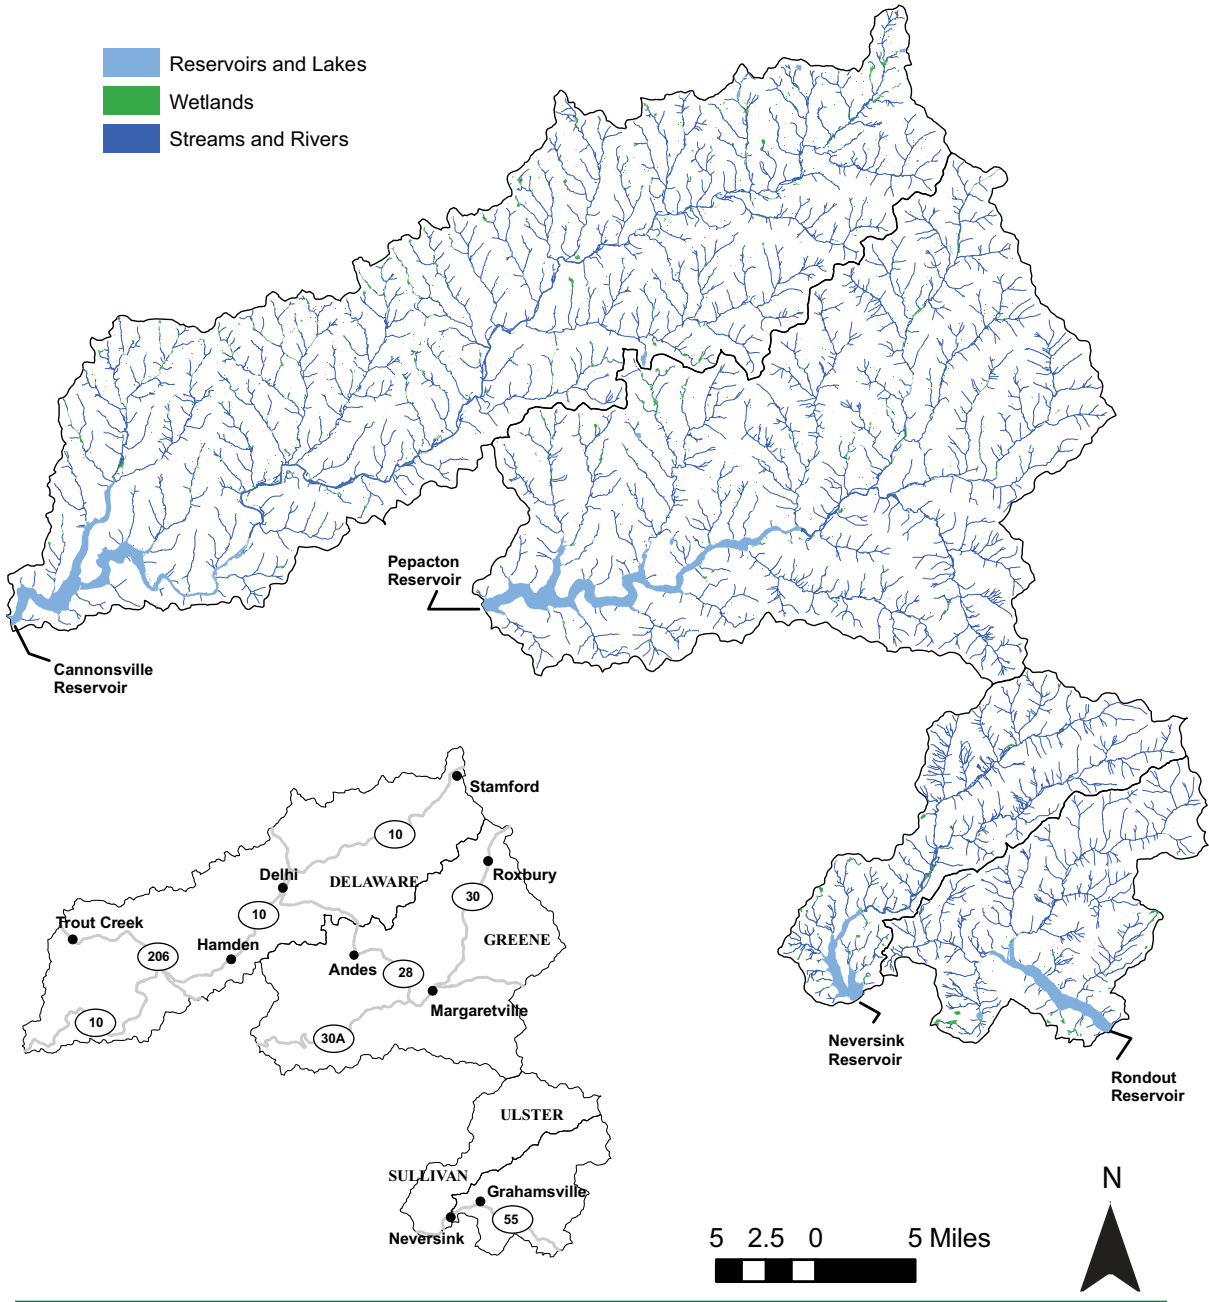 Reservoirs and Lakes
Wetlands
Streams and Rivers
Pepacton
Reservoir
Cannonsville
Reservoir
Stamford
10
Delhi
DELAWARE
Roxbury
30
10
Trout Creek
Hamden
GREENE
206
Andes
28
Margaretville
10
30A
Neversink
Reservoir
Rondout
Reservoir
ULSTER
SULLIVAN
Grahamsville
55
Neversink
N
5 2.5 0 5 Miles